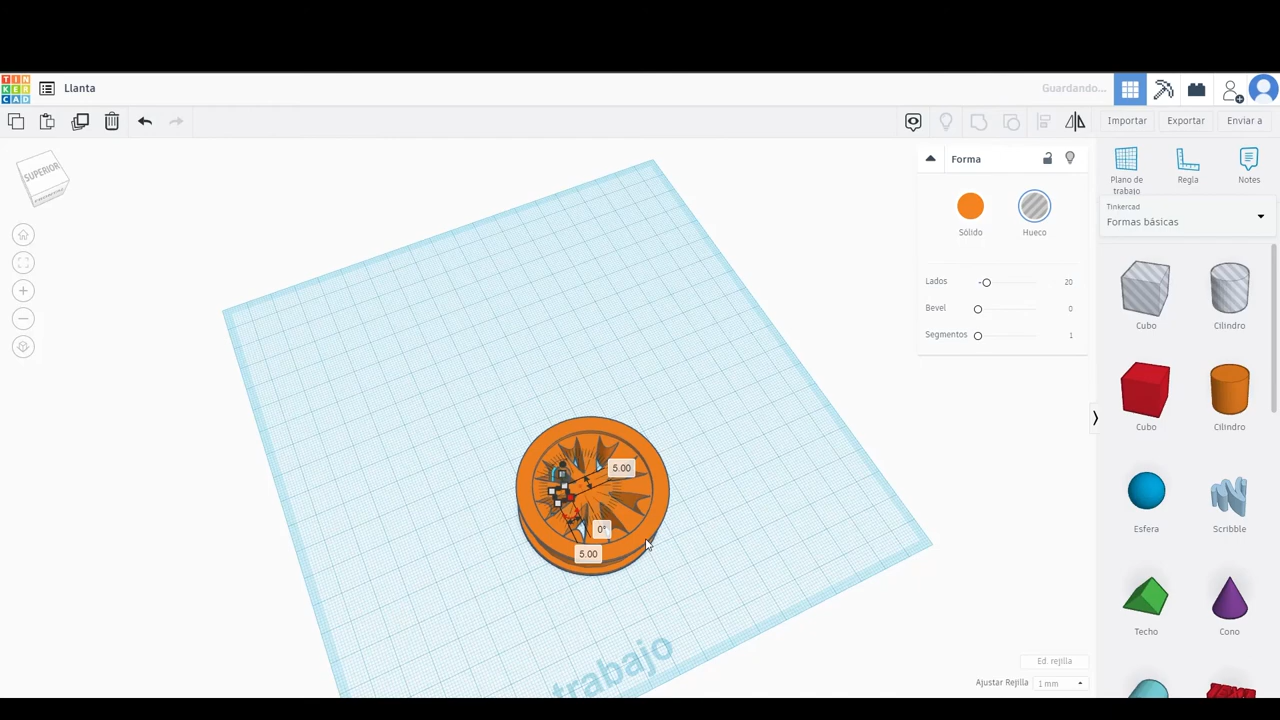 TIN
KER
CAD
Llanta
Guardando...
Importar
Exportar
Enviar a
SUPERIOR
Forma
Sólido
Hueco
Lados
20
Bevel
0
Segmentos
1
Plano de
trabajo
Regla
Notes
Tinkercad
Formas básicas
Cubo
Cilindro
Cubo
Cilindro
Esfera
Scribble
Techo
Cono
5.00
0°
5.00
trabajo
Ed. rejilla
Ajustar Rejilla
1 mm